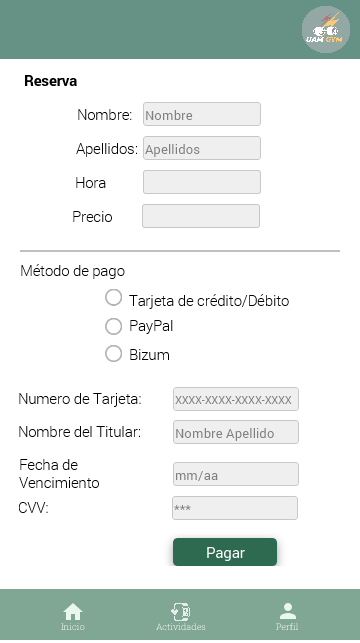 UAM GYM
Reserva
Nombre: Nombre
Apellidos: Apellidos
Hora
Precio
Método de pago
Tarjeta de crédito/Débito
PayPal
Bizum
Numero de Tarjeta: xxxx-xxxx-xxxx-xxxx
Nombre del Titular: Nombre Apellido
Fecha de
Vencimiento mm/aa
CVV: ***
Pagar
Inicio Actividades Perfil